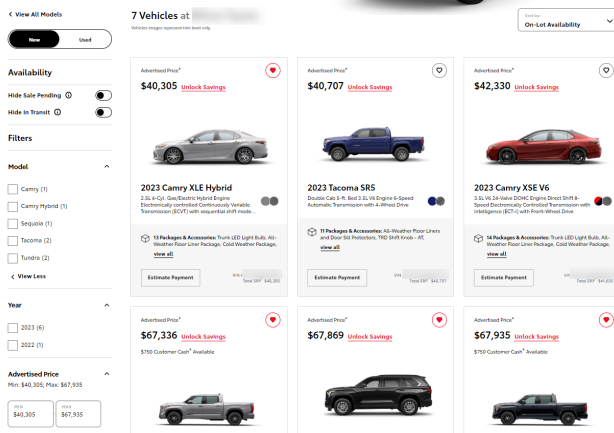 < View All Models
New
Used
Availability
Hide Sale Pending
Hide In Transit
Filters
Model
Camry (1)
Camry Hybrid (1)
Sequoia (1)
Tacoma (2)
Tundra (2)
< View Less
Year
2023 (6)
2022 (1)
Advertised Price
Min: $40,305; Max: $67,935
MIN
$40,305
MAX
$67,935
7 Vehicles at
Vehicles images represent trim level only.
Sort by:
On-Lot Availability
Advertised Price*
$40,305 Unlock Savings
2023 Camry XLE Hybrid
2.5L 4-Cyl. Gas/Electric Hybrid Engine
Electronically controlled Continuously Variable
Transmission (ECVT) with sequential shift mode...
13 Packages & Accessories: Trunk LED Light Bulb, All-
Weather Floor Liner Package, Cold Weather Package,
view all
Estimate Payment
VIN
Total SRP $40,305
Advertised Price*
$40,707 Unlock Savings
2023 Tacoma SR5
Double Cab 5-ft. Bed 3.5L V6 Engine 6-Speed
Automatic Transmission with 4-Wheel Drive
11 Packages & Accessories: All-Weather Floor Liners
and Door Sill Protectors, TRD Shift Knob - AT,
view all
Estimate Payment
VIN
Total SRP $40,707
Advertised Price*
$42,330 Unlock Savings
2023 Camry XSE V6
3.5L V6 24-Valve DOHC Engine Direct Shift 8-
Speed Electronically Controlled Transmission with
intelligence (ECT-i) with Front-Wheel Drive
14 Packages & Accessories: Trunk LED Light Bulb, All-
Weather Floor Liner Package, Cold Weather Package,
view all
Estimate Payment
Total SRP
Advertised Price*
$67,336 Unlock Savings
$750 Customer Cash* Available
Advertised Price*
$67,869 Unlock Savings
Advertised Price*
$67,935 Unlock Savings
$750 Customer Cash* Available